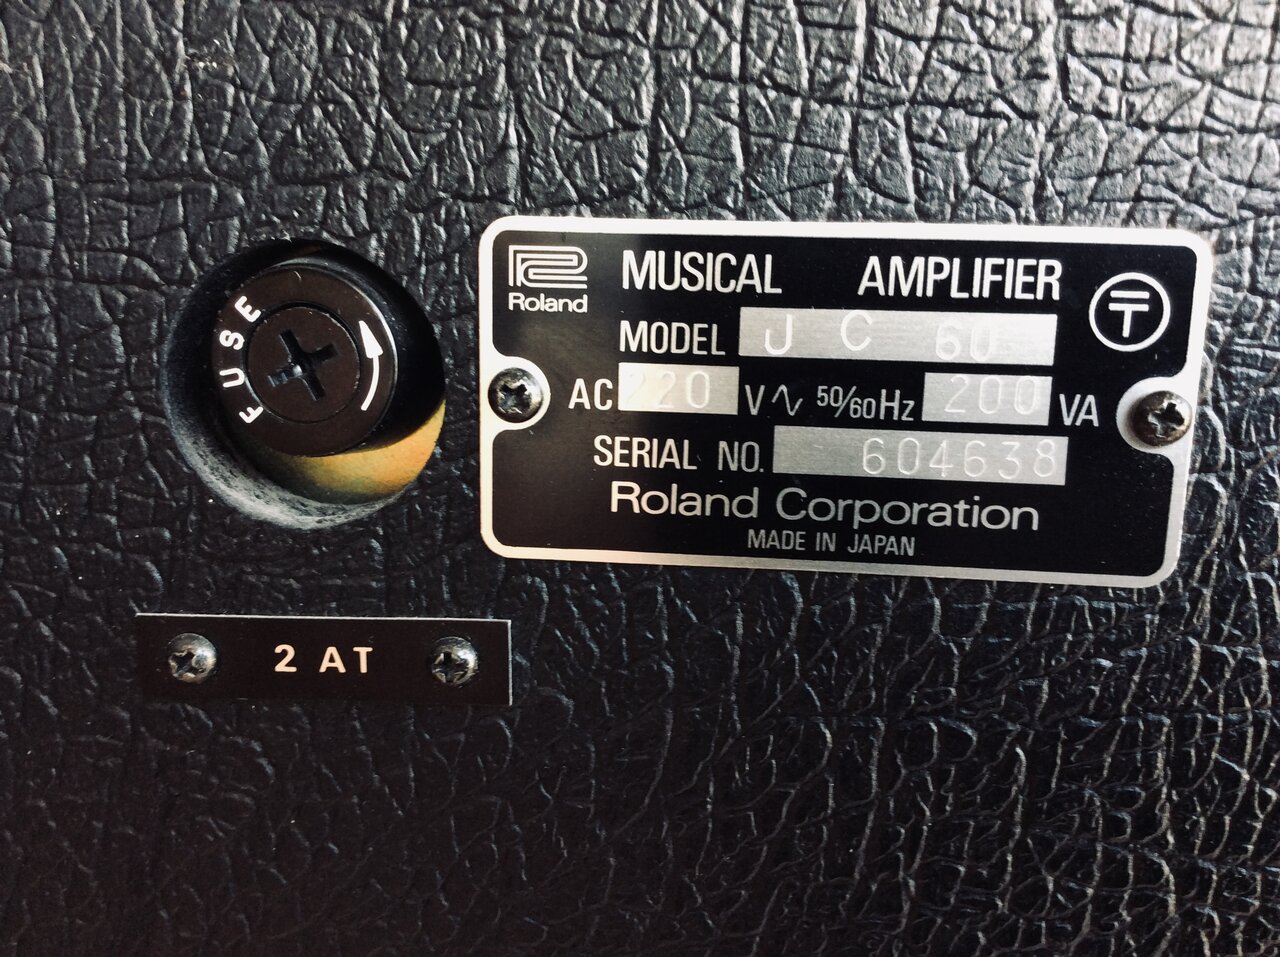 FUSE
Roland
MUSICAL AMPLIFIER
MODEL J C 60
AC 220 V 50/60Hz 200 VA
SERIAL NO. 604638
Roland Corporation
MADE IN JAPAN
2 AT